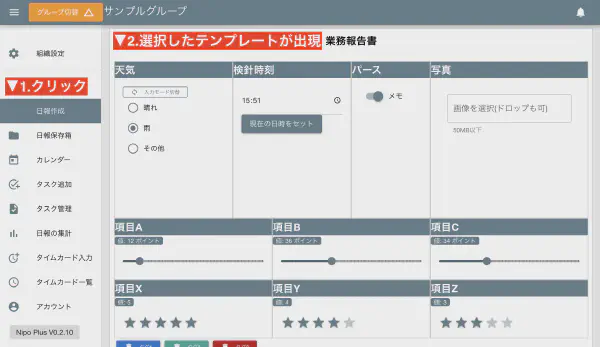 グループ切替
サンプルグループ
組織設定
▼1.クリック
日報作成
日報保存箱
カレンダー
タスク追加
タスク管理
日報の集計
タイムカード入力
タイムカード一覧
アカウント
Nipo Plus V0.2.10
▼2.選択したテンプレートが出現
業務報告書
天気
検針時刻
パース
写真
入力モード切替
晴れ
雨
その他
15:51
現在の日時をセット
メモ
画像を選択(ドロップも可)
50MB以下
項目A
項目B
項目C
値: 12 ポイント
値: 36 ポイント
値: 34 ポイント
項目X
項目Y
項目Z
値: 5
値: 4
値: 3